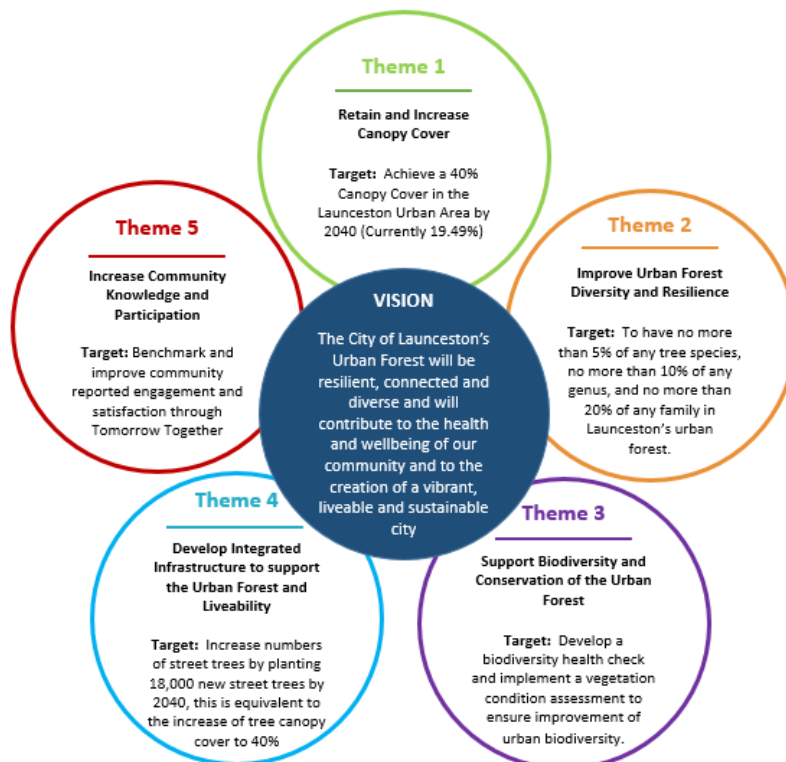 Theme 1
Retain and Increase
Canopy Cover
Target: Achieve a 40%
Canopy Cover in the
Launceston Urban Area by
2040 (Currently 19.49%)
Theme 2
Improve Urban Forest
Diversity and Resilience
Target: To have no more
than 5% of any tree species,
no more than 10% of any
genus, and no more than
20% of any family in
Launceston's urban
forest.
Theme 3
Support Biodiversity and
Conservation of the Urban
Forest
Target: Develop a
biodiversity health check
and implement a vegetation
condition assessment to
ensure improvement of
urban biodiversity.
Theme 4
Develop Integrated
Infrastructure to support
the Urban Forest and
Liveability
Target: Increase numbers
of street trees by planting
18,000 new street trees by
2040, this is equivalent to
the increase of tree canopy
cover to 40%
Theme 5
Increase Community
Knowledge and
Participation
Target: Benchmark and
improve community
reported engagement and
satisfaction through
Tomorrow Together
VISION
The City of Launceston's
Urban Forest will be
resilient, connected and
diverse and will
contribute to the health
and wellbeing of our
community and to the
creation of a vibrant,
liveable and sustainable
city